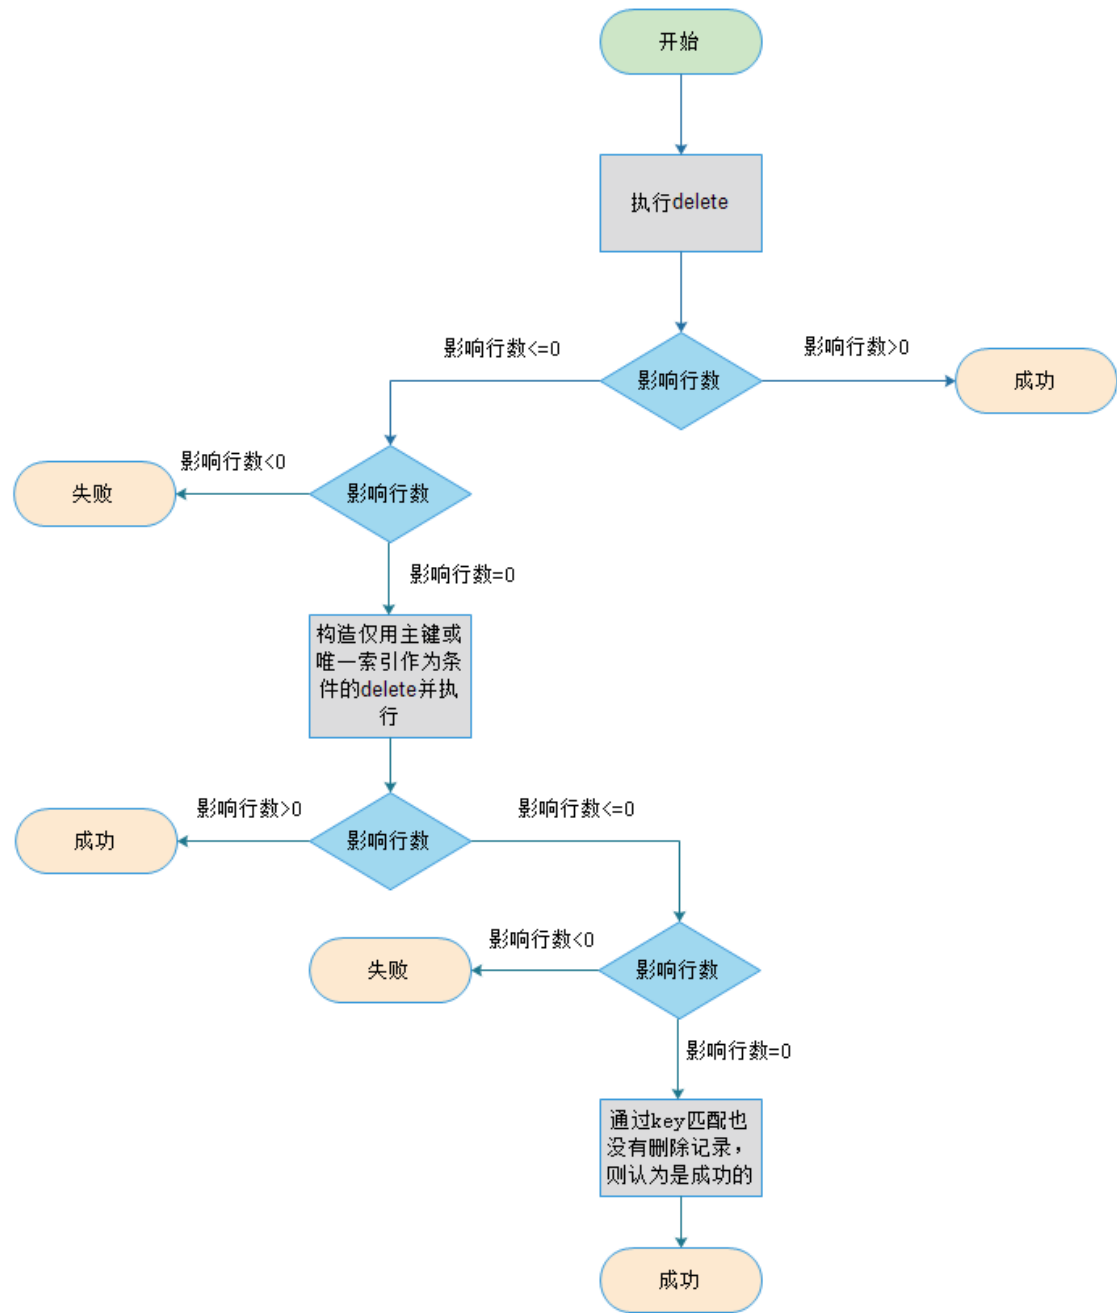 开始
执行delete
影响行数<=0
影响行数>0
影响行数
成功
影响行数<0
失败
影响行数
影响行数=0
构造仅用主键或
唯一索引作为条
件的delete并执
行
影响行数>0
影响行数<=0
成功
影响行数
影响行数<0
失败
影响行数
影响行数=0
通过key匹配也
没有删除记录，
则认为是成功的
成功